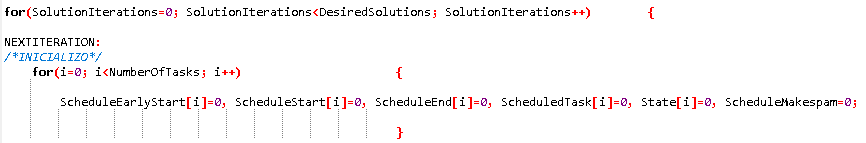 for(SolutionIterations=0; SolutionIterations<DesiredSolutions; SolutionIterations++) {
NEXTITERATION:
/*INICIALIZO*/
for(i=0; i<NumberOfTasks; i++) {
ScheduleEarlyStart[i]=0, ScheduleStart[i]=0, ScheduleEnd[i]=0, ScheduledTask[i]=0, State[i]=0, ScheduleMakespam=0;
}